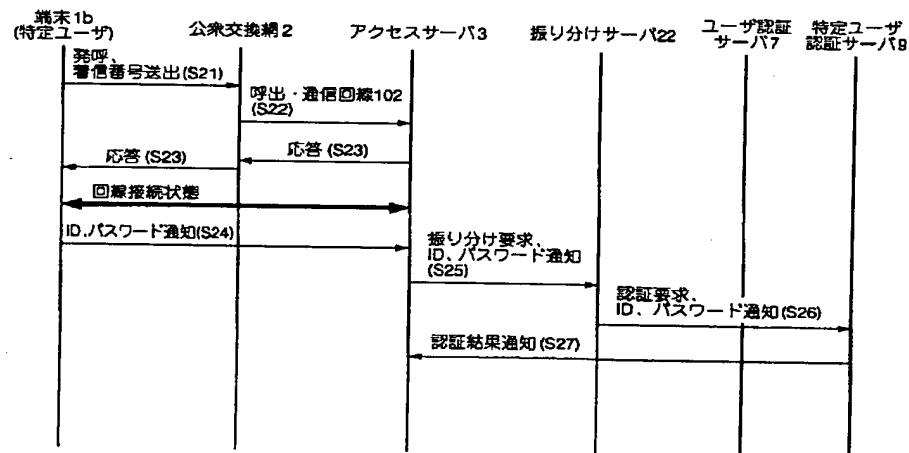 端末1b
(特定ユーザ)
公衆交換網2
アクセスサーバ3
振り分けサーバ22
ユーザ認証
サーバ7
特定ユーザ
認証サーバ8
発呼、
着信番号送出(S21)
呼出・通信回線102
(S22)
応答(S23)
応答(S23)
回線接続状態
ID、パスワード通知(S24)
振り分け要求、
ID、パスワード通知
(S25)
認証要求、
ID、パスワード通知(S26)
認証結果通知(S27)